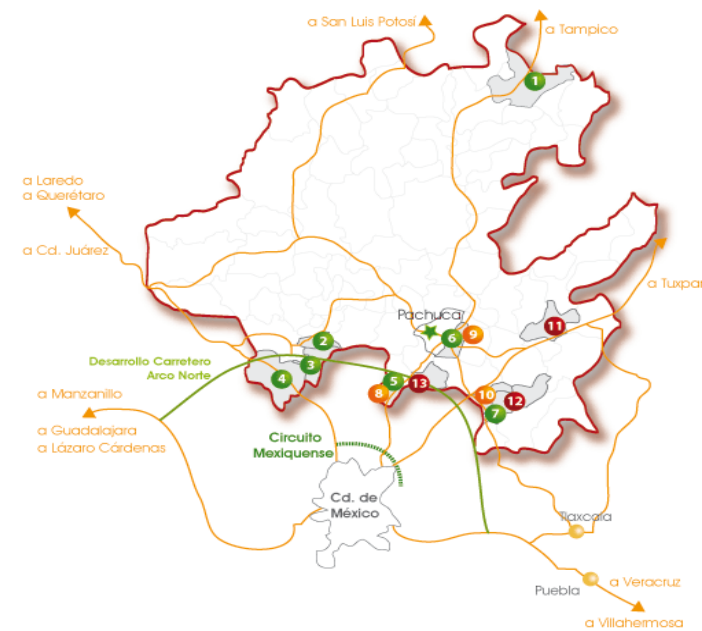 a San Luis Potosí
a Tampico
1
a Laredo
a Querétaro
a Cd. Juárez
a Tuxpan
Pachuca
11
9
6
2
Desarrollo Carretero
Arco Norte
3
4
5
13
8
10
12
7
a Manzanillo
a Guadalajara
a Lázaro Cárdenas
Circuito
Mexiquense
Cd. de
México
Tlaxcala
Puebla
a Veracruz
a Villahermosa